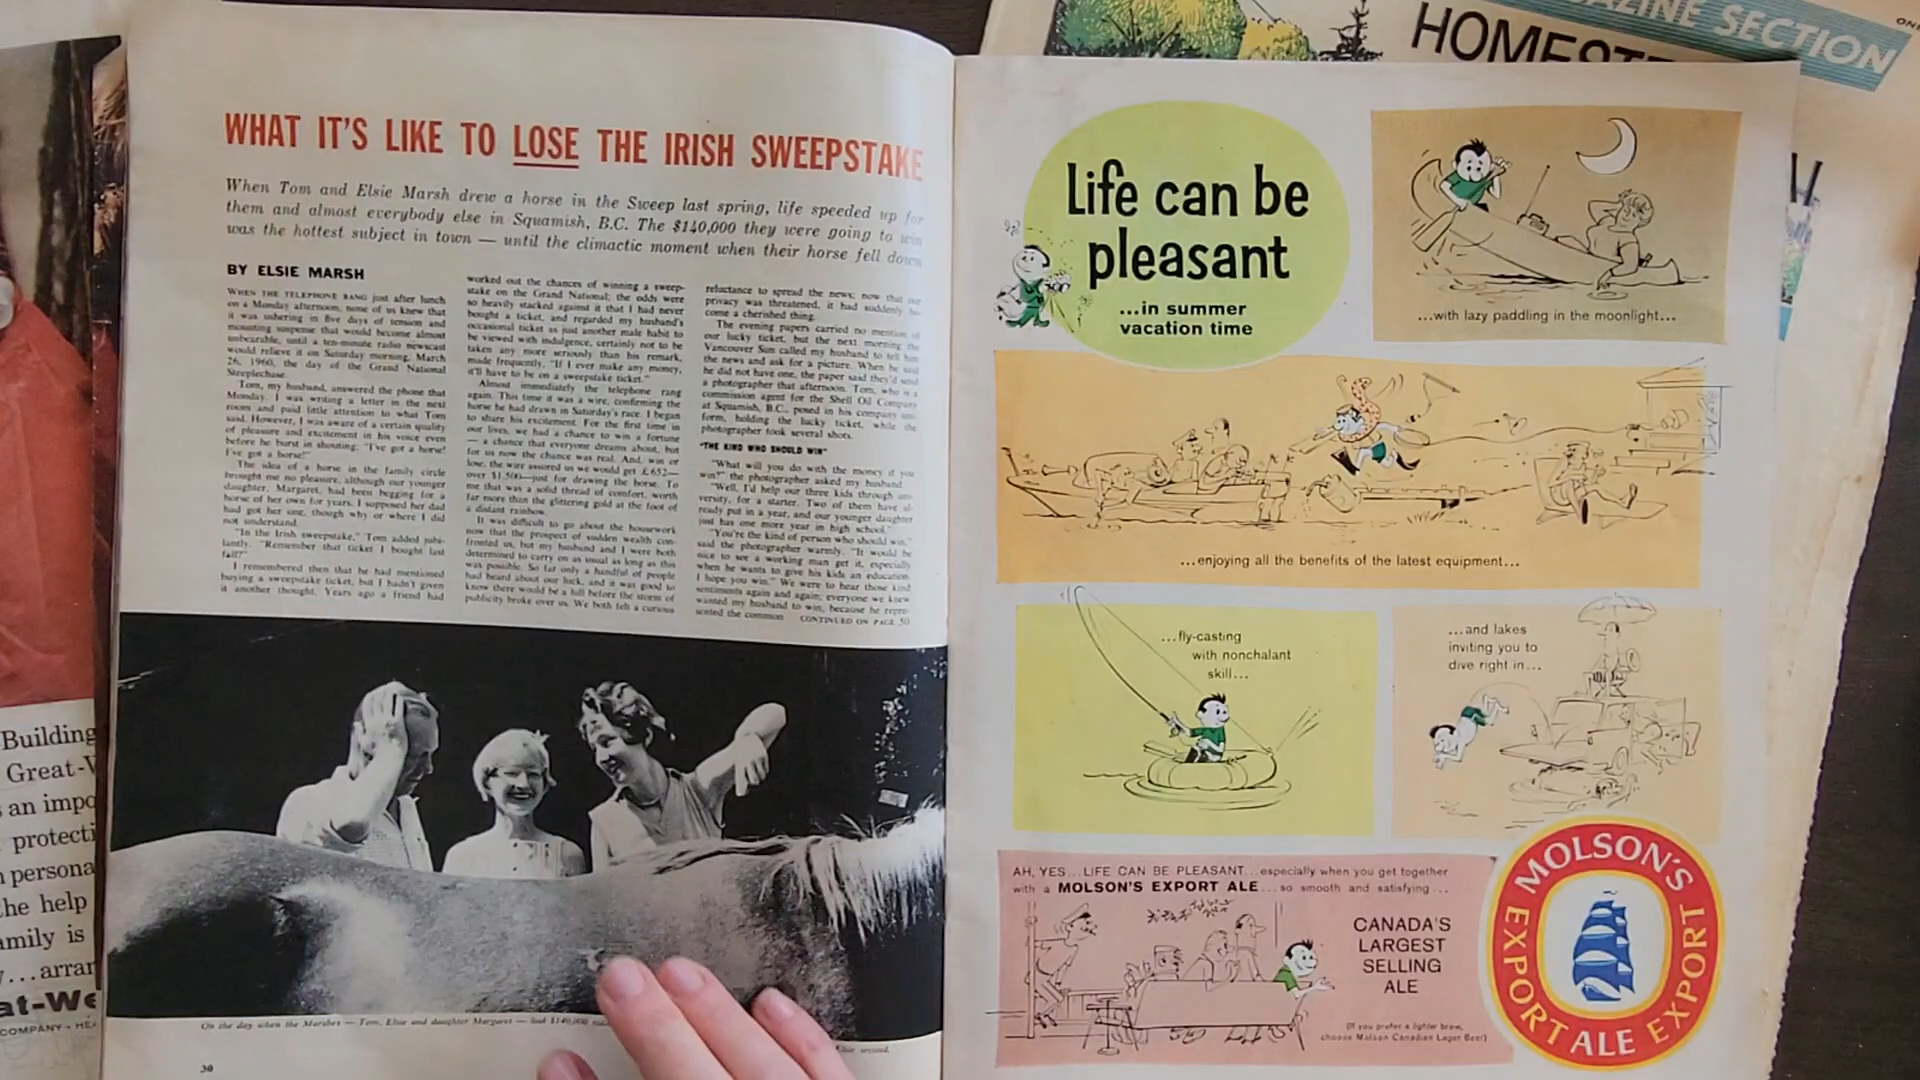 WHAT IT'S LIKE TO LOSE THE IRISH SWEEPSTAKE
When Tom and Elsie Marsh drew a horse in the Sweep last spring, life speeded up for
them and almost everybody else in Squamish, B.C. The $140,000 they were going to win
was the hottest subject in town — until the climactic moment when their horse fell down
BY ELSIE MARSH
WHEN THE TELEPHONE RANG just after lunch
on a Monday afternoon, none of us knew that
it was ushering in five days of tension and
mounting suspense that would become almost
unbearable, until a ten-minute radio newscast
would relieve it on Saturday morning, March
26, 1960, the day of the Grand National
Steeplechase.
Tom, my husband, answered the phone that
Monday. I was writing a letter in the next
room and paid little attention to what Tom
said. However, I was aware of a certain quality
of pleasure and excitement in his voice even
before he burst in shouting, "I've got a horse!
I've got a horse!"
The idea of a horse in the family circle
brought me no pleasure, although our younger
daughter, Margaret, had been begging for a
horse of her own for years. I supposed her dad
had got her one, though why or where I did
not understand.
"In the Irish sweepstake," Tom added jubi-
lantly. "Remember that ticket I bought last
fall?"
I remembered then that he had mentioned
buying a sweepstake ticket, but I hadn't given
it another thought. Years ago a friend had
worked out the chances of winning a sweep-
stake on the Grand National; the odds were
so heavily stacked against it that I had never
bought a ticket, and regarded my husband's
occasional ticket as just another male habit to
be viewed with indulgence, certainly not to be
taken any more seriously than his remark,
made frequently, "If I ever make any money,
it'll have to be on a sweepstake ticket."
Almost immediately the telephone rang
again. This time it was a wire, confirming the
horse he had drawn in Saturday's race. I began
to share his excitement. For the first time in
our lives, we had a chance to win a fortune
— a chance that everyone dreams about, but
for us now the chance was real. And, win or
lose, the wire assured us we would get £652—
over $1,500—just for drawing the horse. To
me that was a solid thread of comfort, worth
far more than the glittering gold at the foot of
a distant rainbow.
It was difficult to go about the housework
now that the prospect of sudden wealth con-
fronted us, but my husband and I were both
determined to carry on as usual as long as this
was possible. So far only a handful of people
had heard about our luck, and it was good to
know there would be a lull before the storm of
publicity broke over us. We both felt a curious
reluctance to spread the news; now that our
privacy was threatened, it had suddenly be-
come a cherished thing.
The evening papers carried no mention of
our lucky ticket, but the next morning the
Vancouver Sun called my husband to tell him
the news and ask for a picture. When he said
he did not have one, the paper said they'd send
a photographer that afternoon. Tom, who is a
commission agent for the Shell Oil Company
at Squamish, B.C., posed in his company uni-
form, holding the lucky ticket, while the
photographer took several shots.
"THE KIND WHO SHOULD WIN"
"What will you do with the money if you
win?" the photographer asked my husband.
"Well, I'd help our three kids through uni-
versity, for a starter. Two of them have al-
ready put in a year, and our younger daughter
just has one more year in high school."
"You're the kind of person who should win,"
said the photographer warmly. "It would be
nice to see a working man get it, especially
when he wants to give his kids an education.
I hope you win." We were to hear those kind
sentiments again and again; everyone we knew
wanted my husband to win, because he repre-
sented the common CONTINUED ON PAGE 50
On the day when the Marshes — Tom, Elsie and daughter Margaret — lost $140,000
Elsie second.
30
Life can be
pleasant
...in summer
vacation time
...with lazy paddling in the moonlight...
...enjoying all the benefits of the latest equipment...
...fly-casting
with nonchalant
skill...
...and lakes
inviting you to
dive right in...
AH, YES...LIFE CAN BE PLEASANT...especially when you get together
with a MOLSON'S EXPORT ALE...so smooth and satisfying...
CANADA'S
LARGEST
SELLING
ALE
(If you prefer a lighter brew,
choose Molson Canadian Lager Beer)
MOLSON'S
EXPORT ALE EXPORT
MAGAZINE SECTION
HOMESTE
Building
Great-W
s an impo
protecti
n persona
the help
amily is
y...arran
at-We
COMPANY - HEA